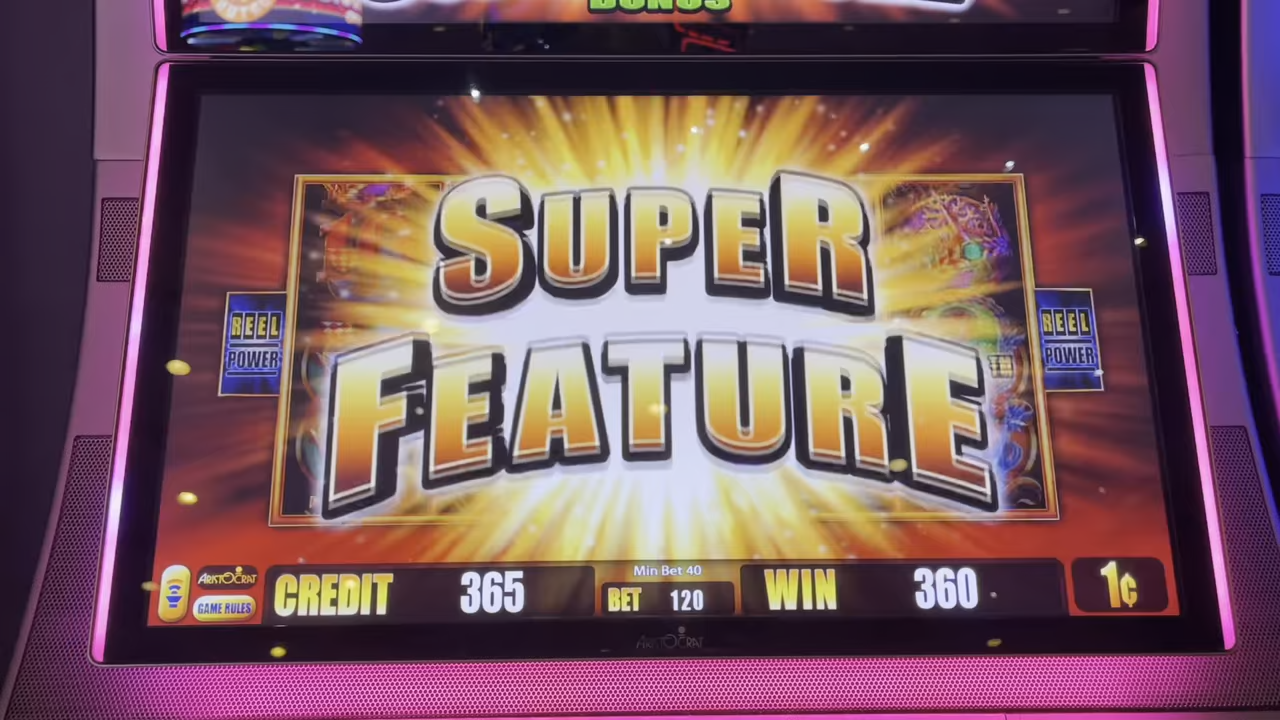 BONUS
SUPER
FEATURE
REEL
POWER
REEL
POWER
ARISTOCRAT
GAME RULES
CREDIT 365
Min Bet 40
BET 120
WIN 360
1¢
ARISTOCRAT